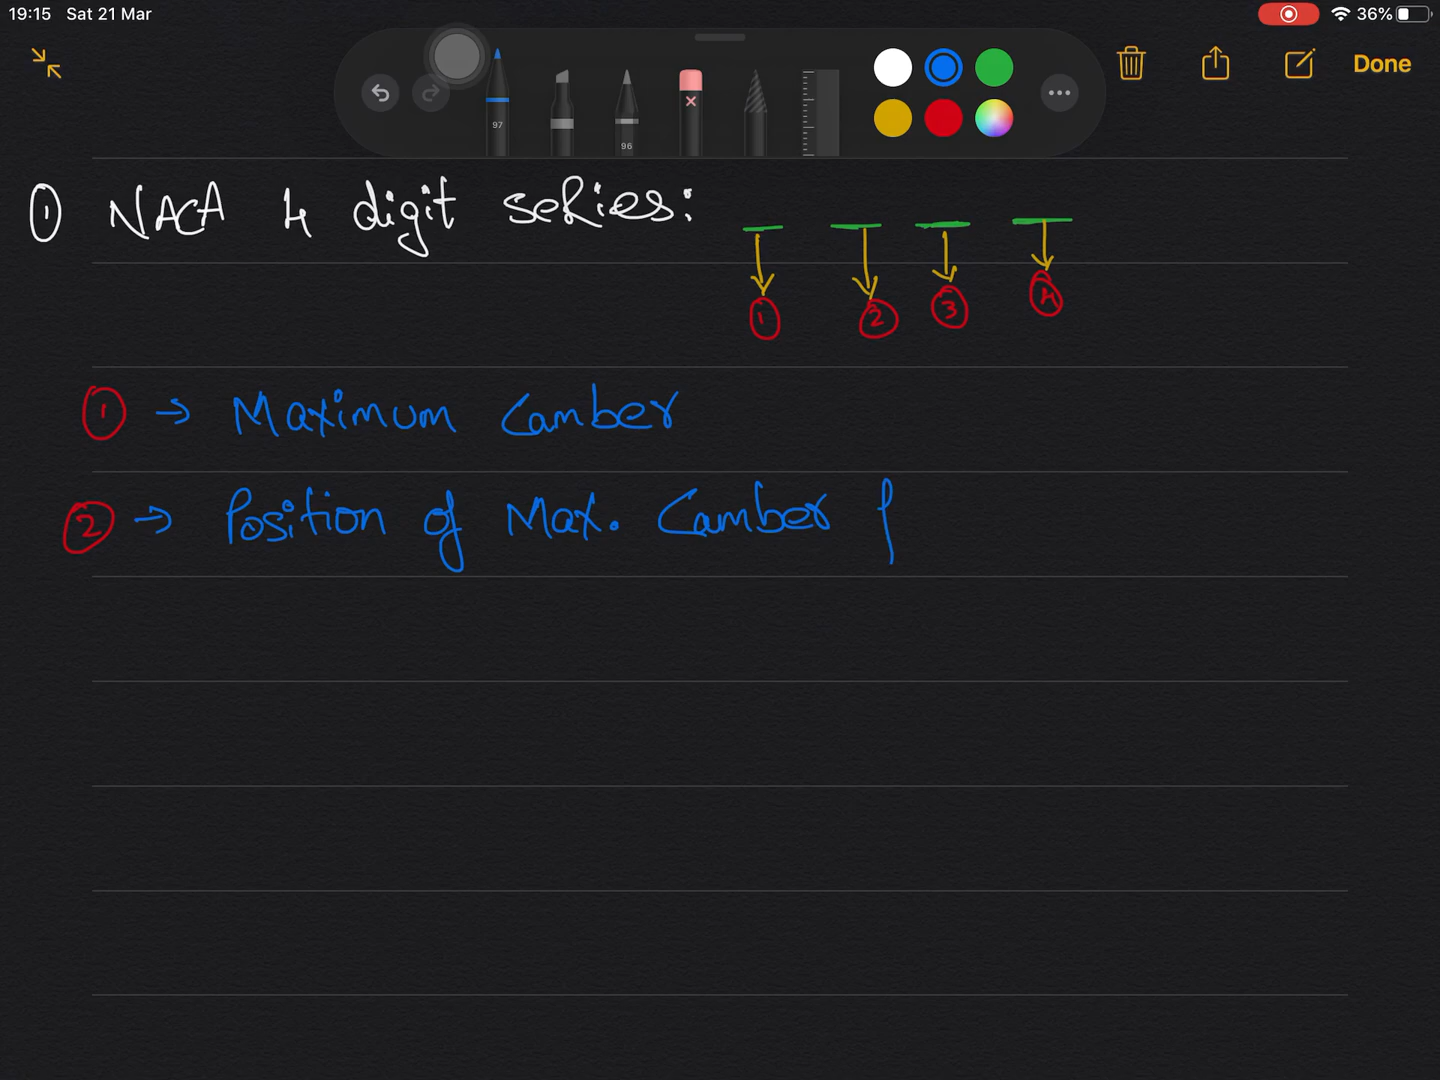 19:15 Sat 21 Mar 36%
Done
97 96
① NACA 4 digit series:
① ② ③ ④
① → Maximum Camber
② → Position of Max. Camber f